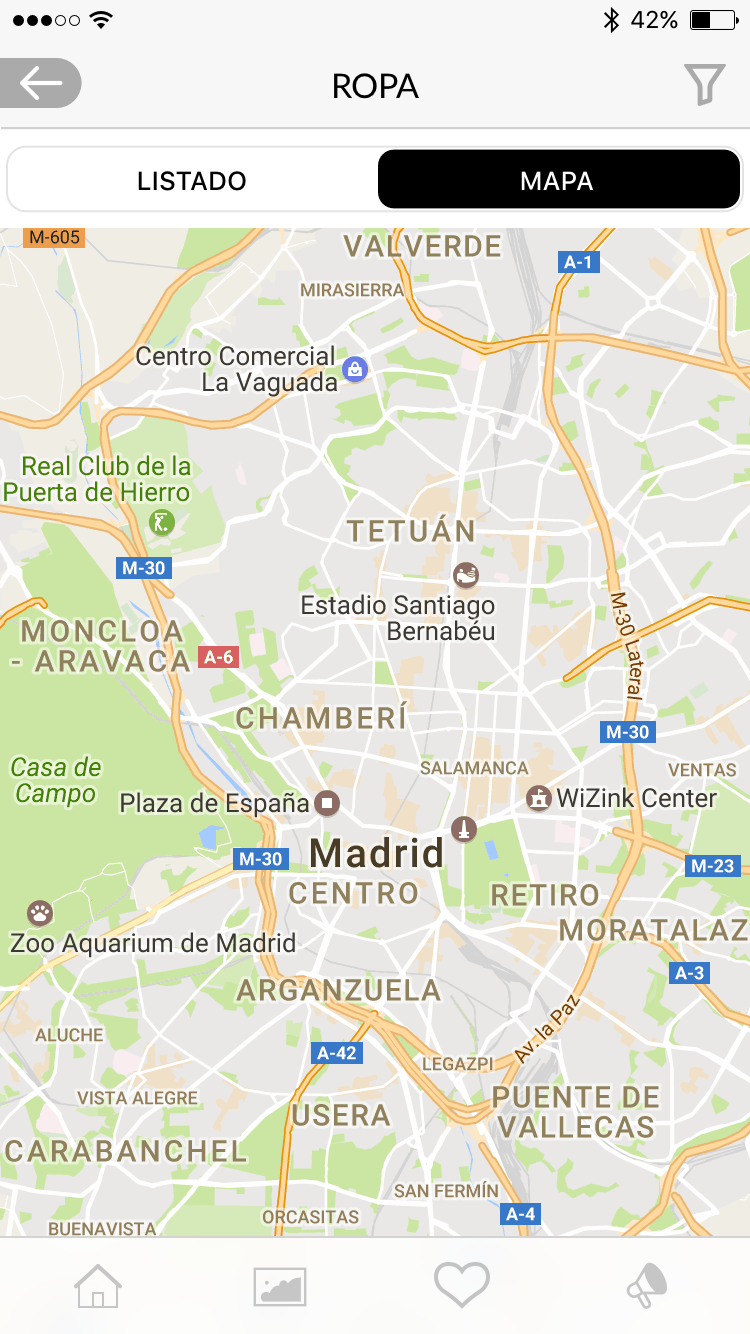 42%
ROPA
LISTADO
MAPA
M-605
VALVERDE
A-1
MIRASIERRA
Centro Comercial
La Vaguada
Real Club de la
Puerta de Hierro
TETUÁN
M-30
Estadio Santiago
Bernabéu
M-30 Lateral
MONCLOA
- ARAVACA
A-6
CHAMBERÍ
M-30
SALAMANCA
VENTAS
Casa de
Campo
Plaza de España
WiZink Center
Madrid
M-30
M-23
CENTRO
RETIRO
MORATALAZ
Zoo Aquarium de Madrid
A-3
ARGANZUELA
Av. la Paz
ALUCHE
A-42
LEGAZPI
VISTA ALEGRE
PUENTE DE
VALLECAS
USERA
CARABANCHEL
SAN FERMÍN
A-4
ORCASITAS
BUENAVISTA